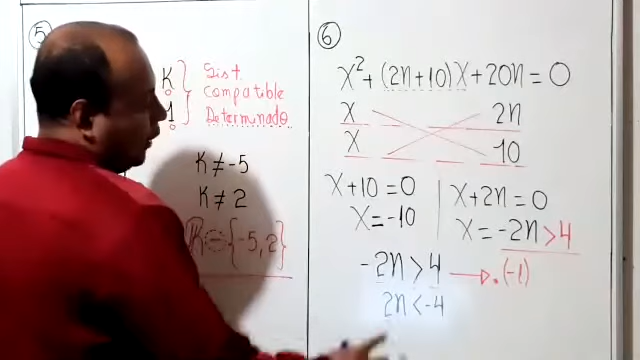 5
K
1
Sist.
Compatible
Determinado
K ≠ -5
K ≠ 2
R - {-5, 2}
6
x² + (2n+10)x + 20n = 0
x 2n
x 10
x + 10 = 0
x = -10
x + 2n = 0
x = -2n > 4
-2n > 4 → .(-1)
2n < -4